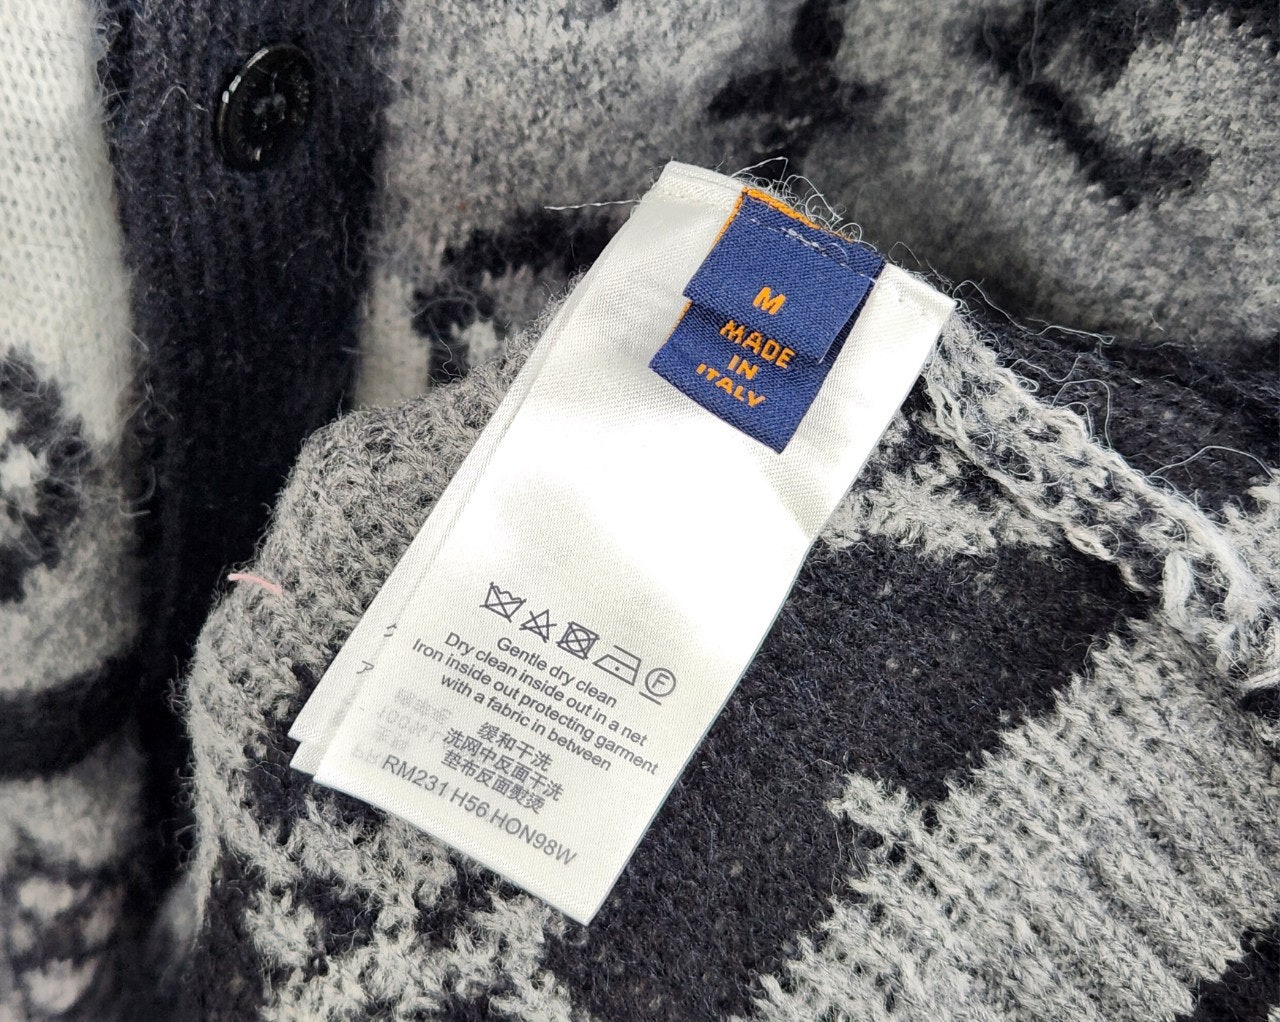 M
MADE
IN
ITALY
F
Gentle dry clean
Dry clean inside out in a net
Iron inside out protecting garment
with a fabric in between
缓和干洗
洗网中反面干洗
垫布反面熨烫
RM231 H56.HON98W